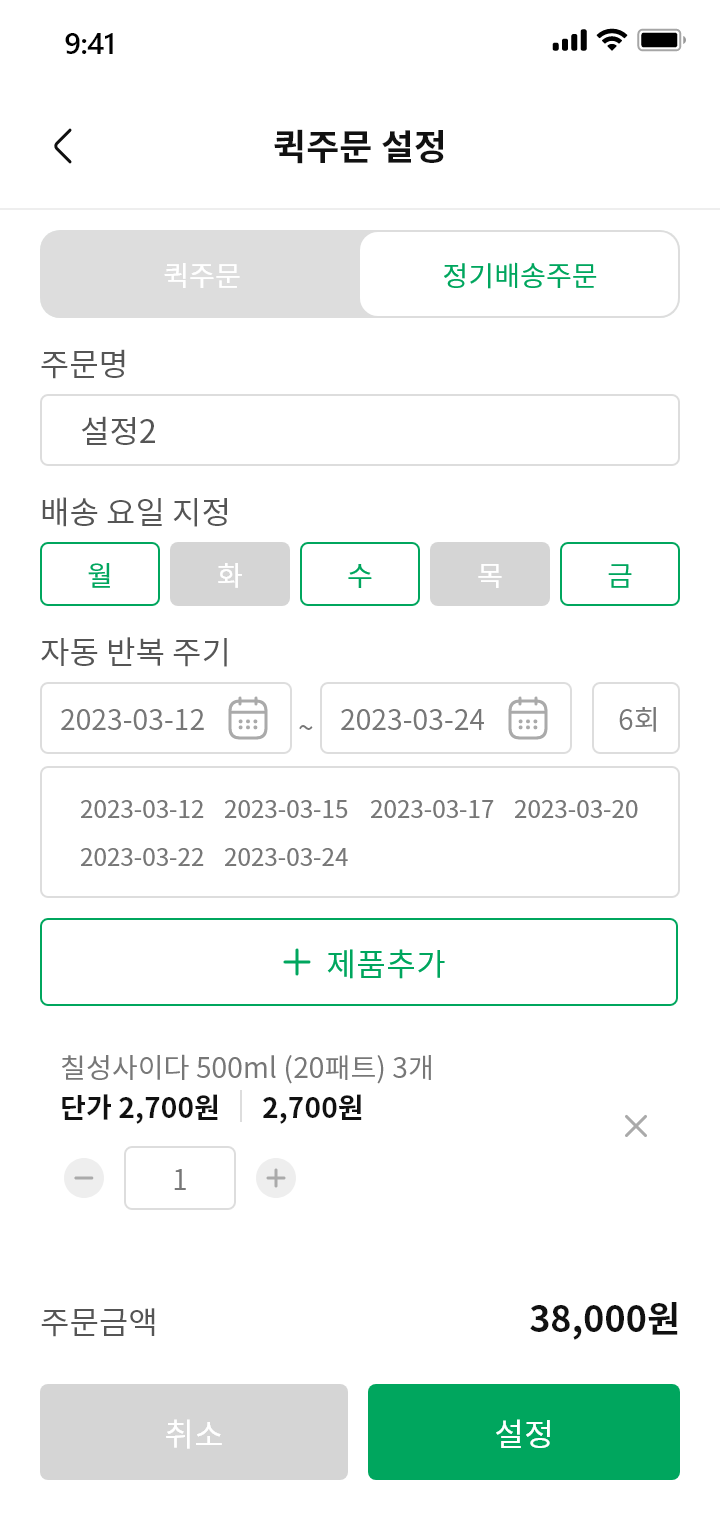 9:41
퀵주문 설정
퀵주문 정기배송주문
주문명
설정2
배송 요일 지정
월 화 수 목 금
자동 반복 주기
2023-03-12 ~ 2023-03-24 6회
2023-03-12 2023-03-15 2023-03-17 2023-03-20
2023-03-22 2023-03-24
+ 제품추가
칠성사이다 500ml (20패트) 3개
단가 2,700원 2,700원
1
주문금액 38,000원
취소 설정